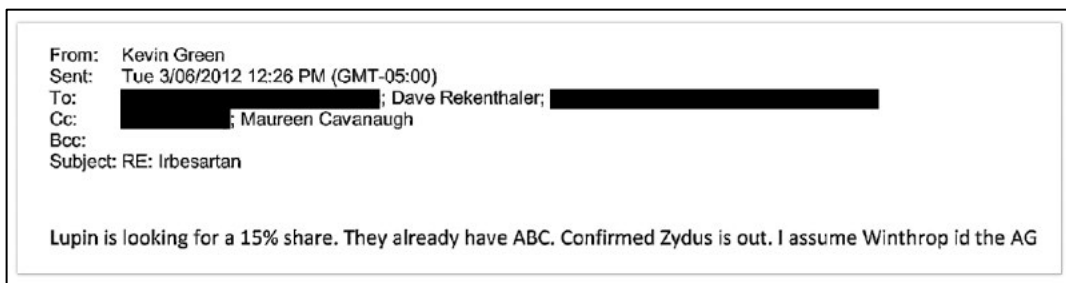 From: Kevin Green
Sent: Tue 3/06/2012 12:26 PM (GMT-05:00)
To: ; Dave Rekenthaler;
Cc: ; Maureen Cavanaugh
Bcc:
Subject: RE: Irbesartan
Lupin is looking for a 15% share. They already have ABC. Confirmed Zydus is out. I assume Winthrop id the AG